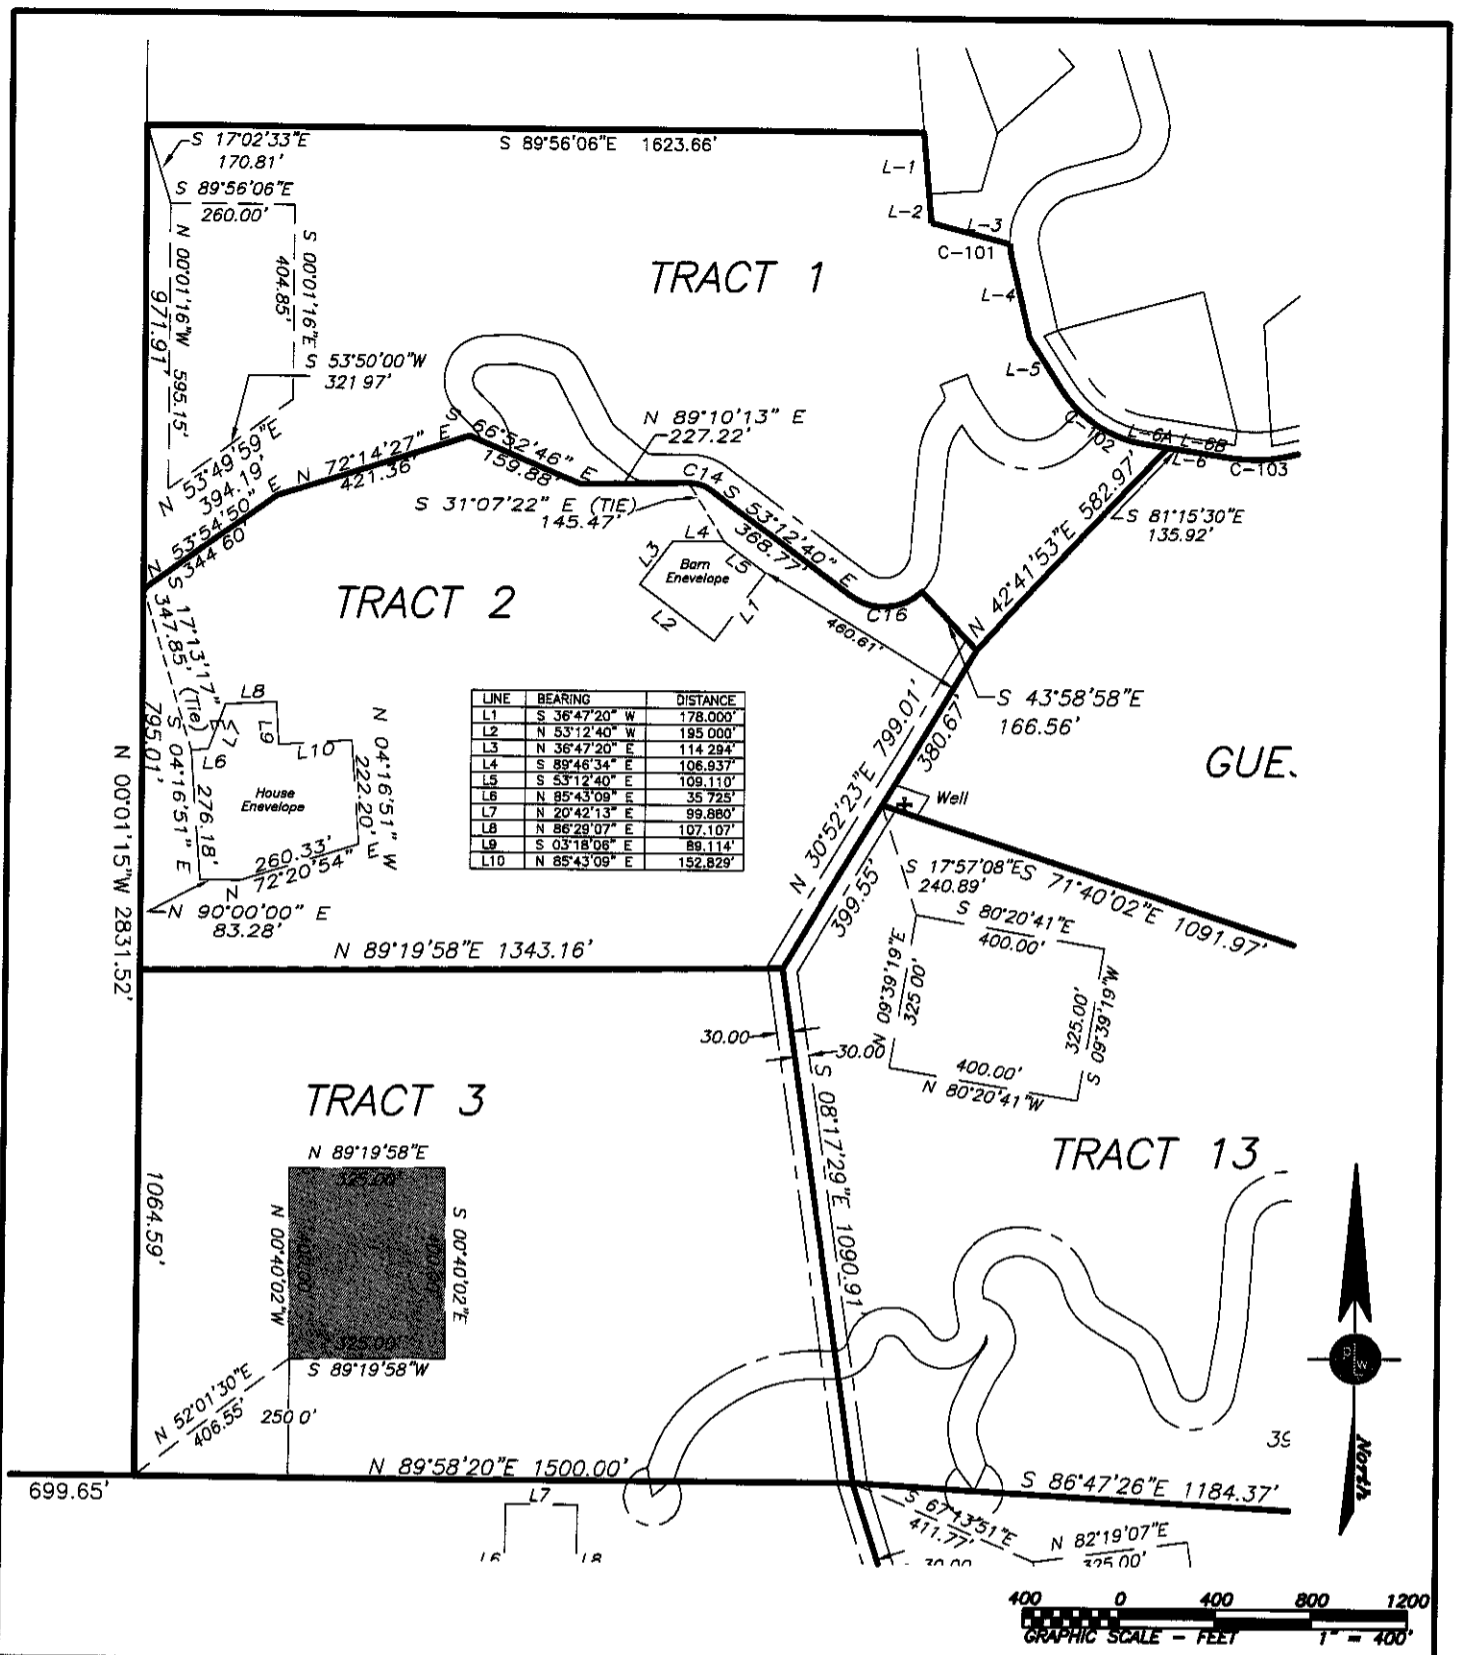 S 17°02'33"E
170.81'
S 89°56'06"E
260.00'
S 89°56'06"E 1623.66'
L-1
L-2
L-3
C-101
L-4
L-5
C-102
L-6A
L-6B
L-6
C-103
TRACT 1
N 00°01'16"W 595.15'
971.91'
S 00°01'16"E
404.85'
S 53°50'00"W
321 97'
N 53°49'59"E
394.19'
N 53°54'50" E
344 60'
N 72°14'27" E
421.36'
S 66°52'46" E
159.88'
N 89°10'13" E
227.22'
C14
S 53°12'40" E
368.77'
S 31°07'22" E (TIE)
145.47'
N 42°41'53"E 582.97'
S 81°15'30"E
135.92'
TRACT 2
L3
L4
Barn
Enevelope
L5
L2
L1
460.61'
C16
S 43°58'58"E
166.56'
S 17°13'17" E
347.85' (Tie)
795.01'
S 04°16'51" E
276.18'
L8
L7
L9
L6
L10
House
Enevelope
N 04°16'51" W
222.20'
260.33'
N 72°20'54" E
N 90°00'00" E
83.28'
LINE BEARING DISTANCE
L1 S 36°47'20" W 178.000'
L2 N 53°12'40" W 195 000'
L3 N 36°47'20" E 114 294'
L4 S 89°46'34" E 106.937'
L5 S 53°12'40" E 109.110'
L6 N 85°43'09" E 35 725'
L7 N 20°42'13" E 99.880'
L8 N 86°29'07" E 107.107'
L9 S 03°18'06" E 89.114'
L10 N 85°43'09" E 152.829'
N 30°52'23"E 799.01'
380.67'
399.55'
GUE
Well
N 00°01'15"W 2831.52'
S 17°57'08"E
240.89'
S 71°40'02"E 1091.97'
N 89°19'58"E 1343.16'
S 80°20'41"E
400.00'
N 09°39'19"E
325 00'
S 09°39'19"W
325.00'
400.00'
N 80°20'41"W
30.00
30.00
S 08°17'29"E 1090.91'
TRACT 3
TRACT 13
N 89°19'58"E
325.00'
N 00°40'02"W
400.00
S 00°40'02"E
400.00
325.00'
S 89°19'58"W
1064.59'
N 52°01'30"E
406.55'
250 0'
N 89°58'20"E 1500.00'
699.65'
S 86°47'26"E 1184.37'
39
North
L7
L6
L8
S 67°43'51"E
411.77'
N 82°19'07"E
325.00'
30.00
400 0 400 800 1200
GRAPHIC SCALE - FEET 1" = 400'